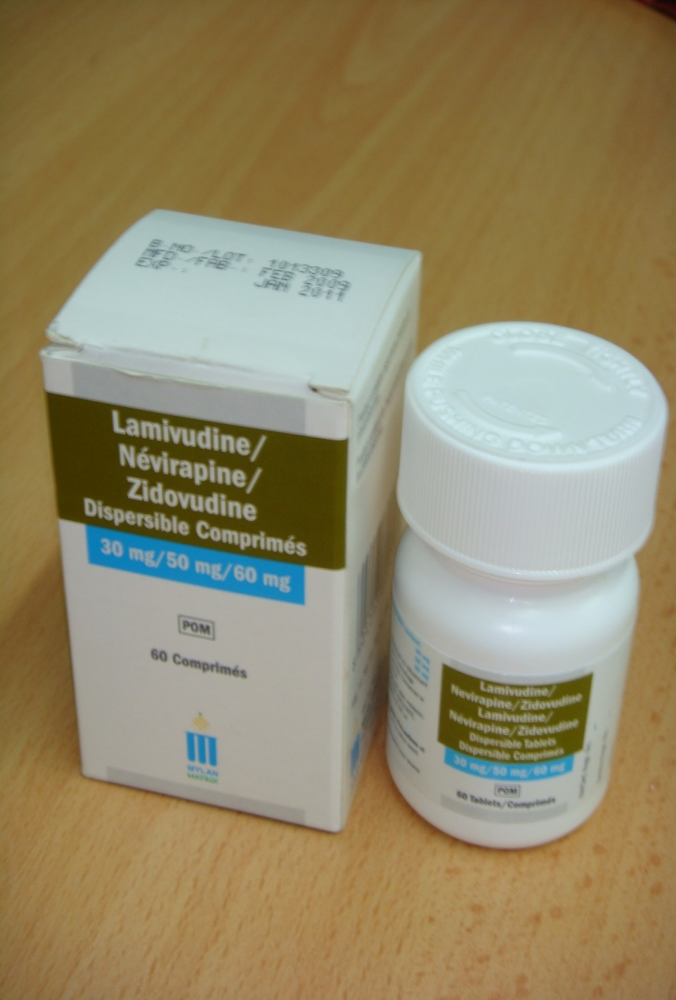 B.NO./LOT: 1013309
MFD./FAB.: FEB 2009
EXP.: JAN 2011
Lamivudine/
Névirapine/
Zidovudine
Dispersible Comprimés
30 mg/50 mg/60 mg
POM
60 Comprimés
MYLAN
MATRIX
CLOSE
Lamivudine/
Nevirapine/Zidovudine
Lamivudine/
Névirapine/Zidovudine
Dispersible Tablets
Dispersible Comprimés
30 mg/50 mg/60 mg
POM
60 Tablets/Comprimés